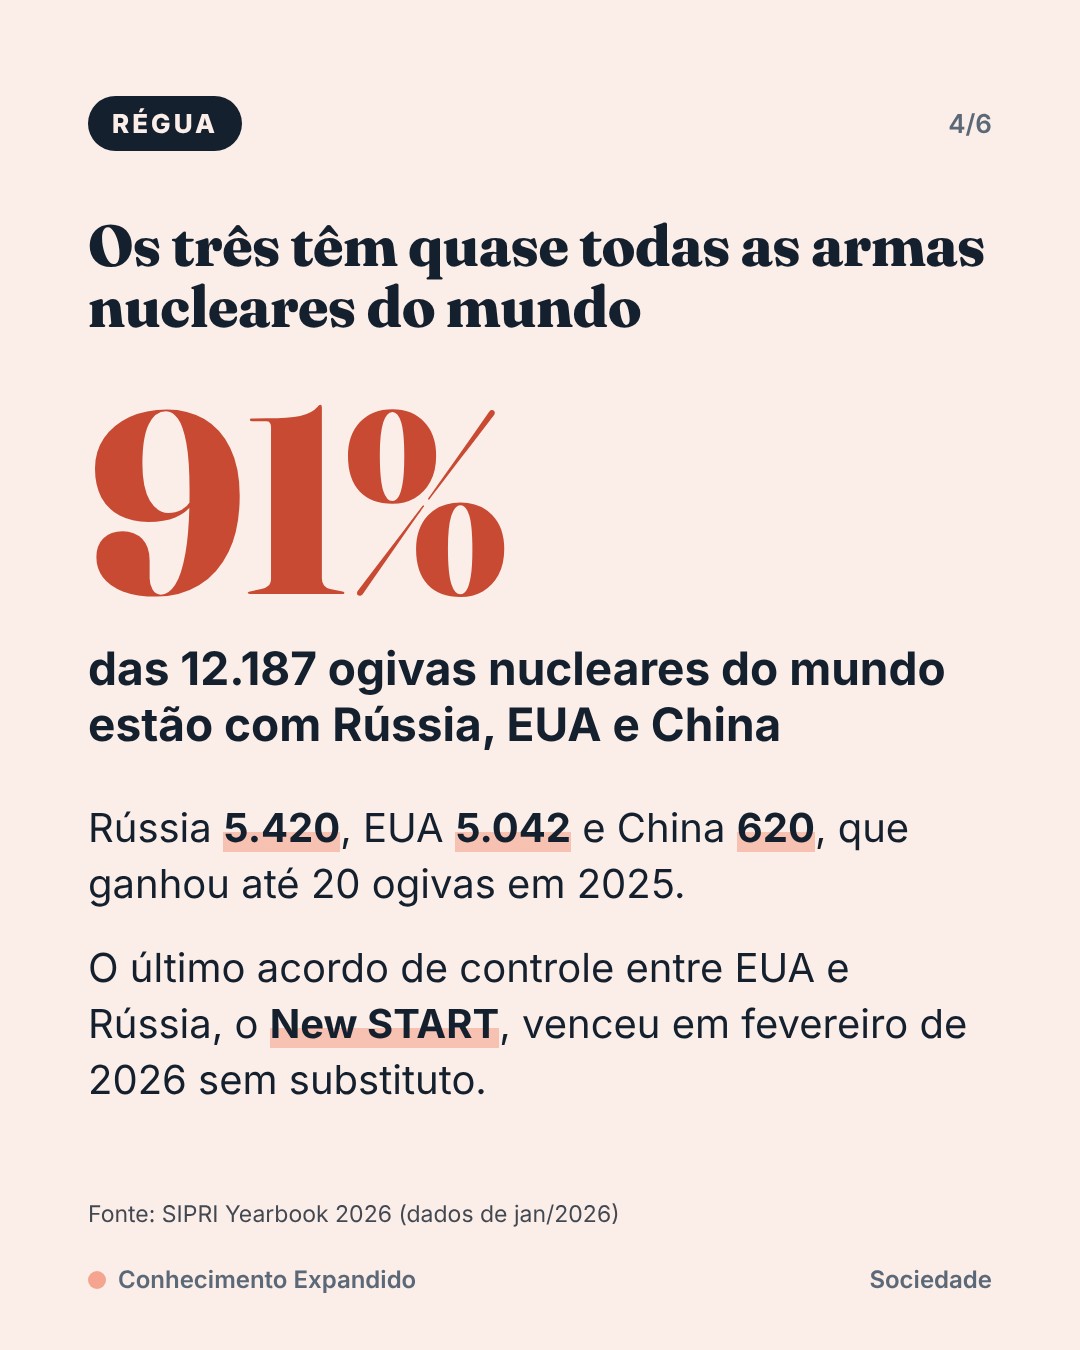 RÉGUA
4/6
Os três têm quase todas as armas
nucleares do mundo
91%
das 12.187 ogivas nucleares do mundo
estão com Rússia, EUA e China
Rússia 5.420, EUA 5.042 e China 620, que
ganhou até 20 ogivas em 2025.
O último acordo de controle entre EUA e
Rússia, o New START, venceu em fevereiro de
2026 sem substituto.
Fonte: SIPRI Yearbook 2026 (dados de jan/2026)
Conhecimento Expandido
Sociedade